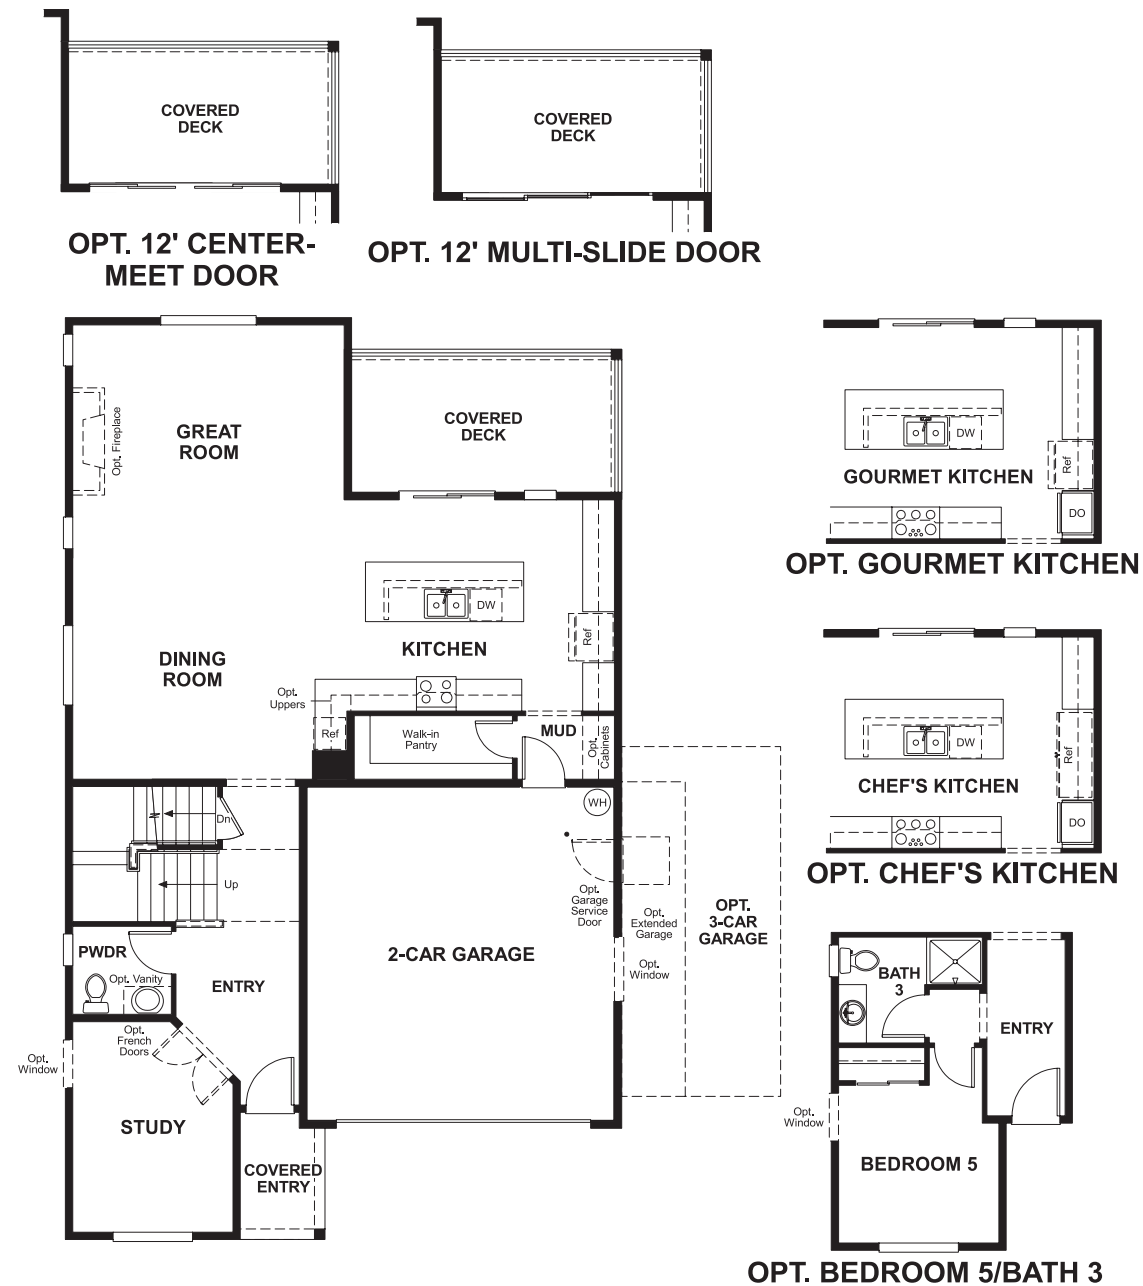 COVERED
DECK
COVERED
DECK
OPT. 12' CENTER-
MEET DOOR
OPT. 12' MULTI-SLIDE DOOR
GREAT
ROOM
Opt. Fireplace
COVERED
DECK
DW
KITCHEN
Ref
DINING
ROOM
Opt.
Uppers
Ref
Walk-in
Pantry
MUD
Opt.
Cabinets
WH
Dn
Up
Opt.
Garage
Service
Door
Opt.
Extended
Garage
OPT.
3-CAR
GARAGE
2-CAR GARAGE
Opt.
Window
PWDR
Opt. Vanity
ENTRY
Opt.
French
Doors
Opt.
Window
STUDY
COVERED
ENTRY
DW
GOURMET KITCHEN
Ref
DO
OPT. GOURMET KITCHEN
DW
Ref
CHEF'S KITCHEN
DO
OPT. CHEF'S KITCHEN
BATH
3
ENTRY
Opt.
Window
BEDROOM 5
OPT. BEDROOM 5/BATH 3